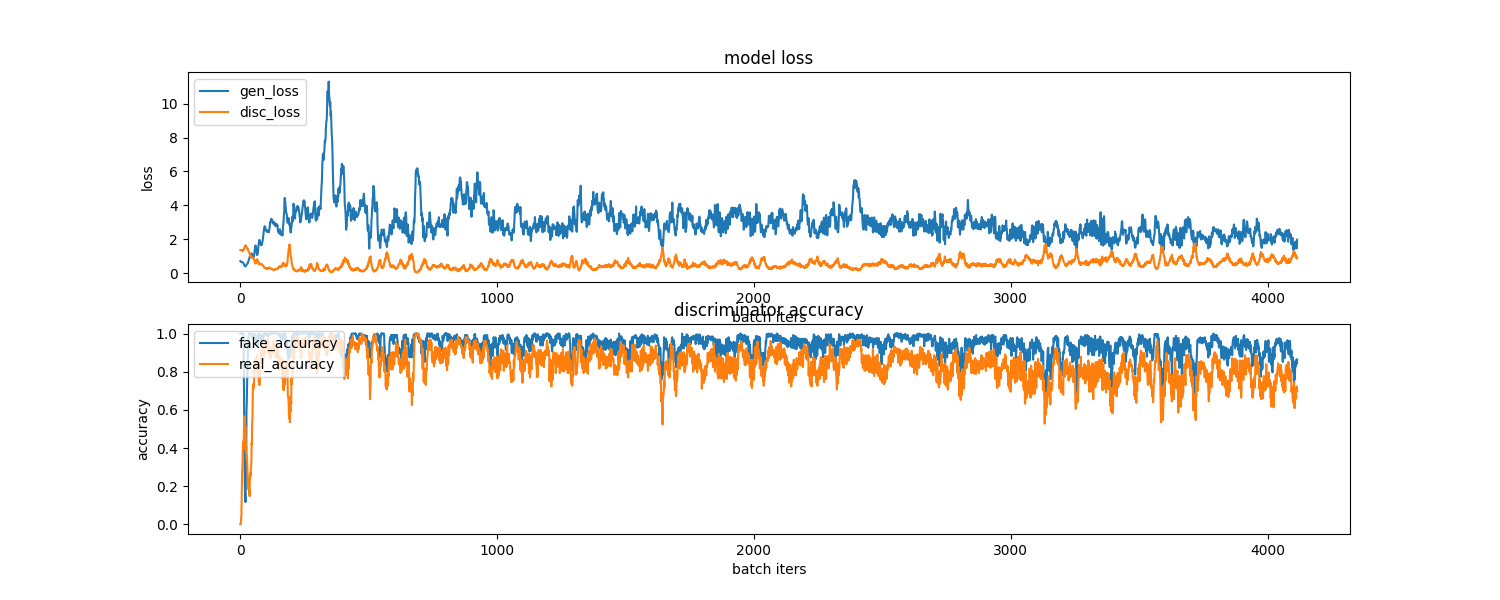 model loss
gen_loss
disc_loss
loss
10
8
6
4
2
0
0 1000 2000 3000 4000
batch iters
discriminator accuracy
fake_accuracy
real_accuracy
accuracy
1.0
0.8
0.6
0.4
0.2
0.0
0 1000 2000 3000 4000
batch iters